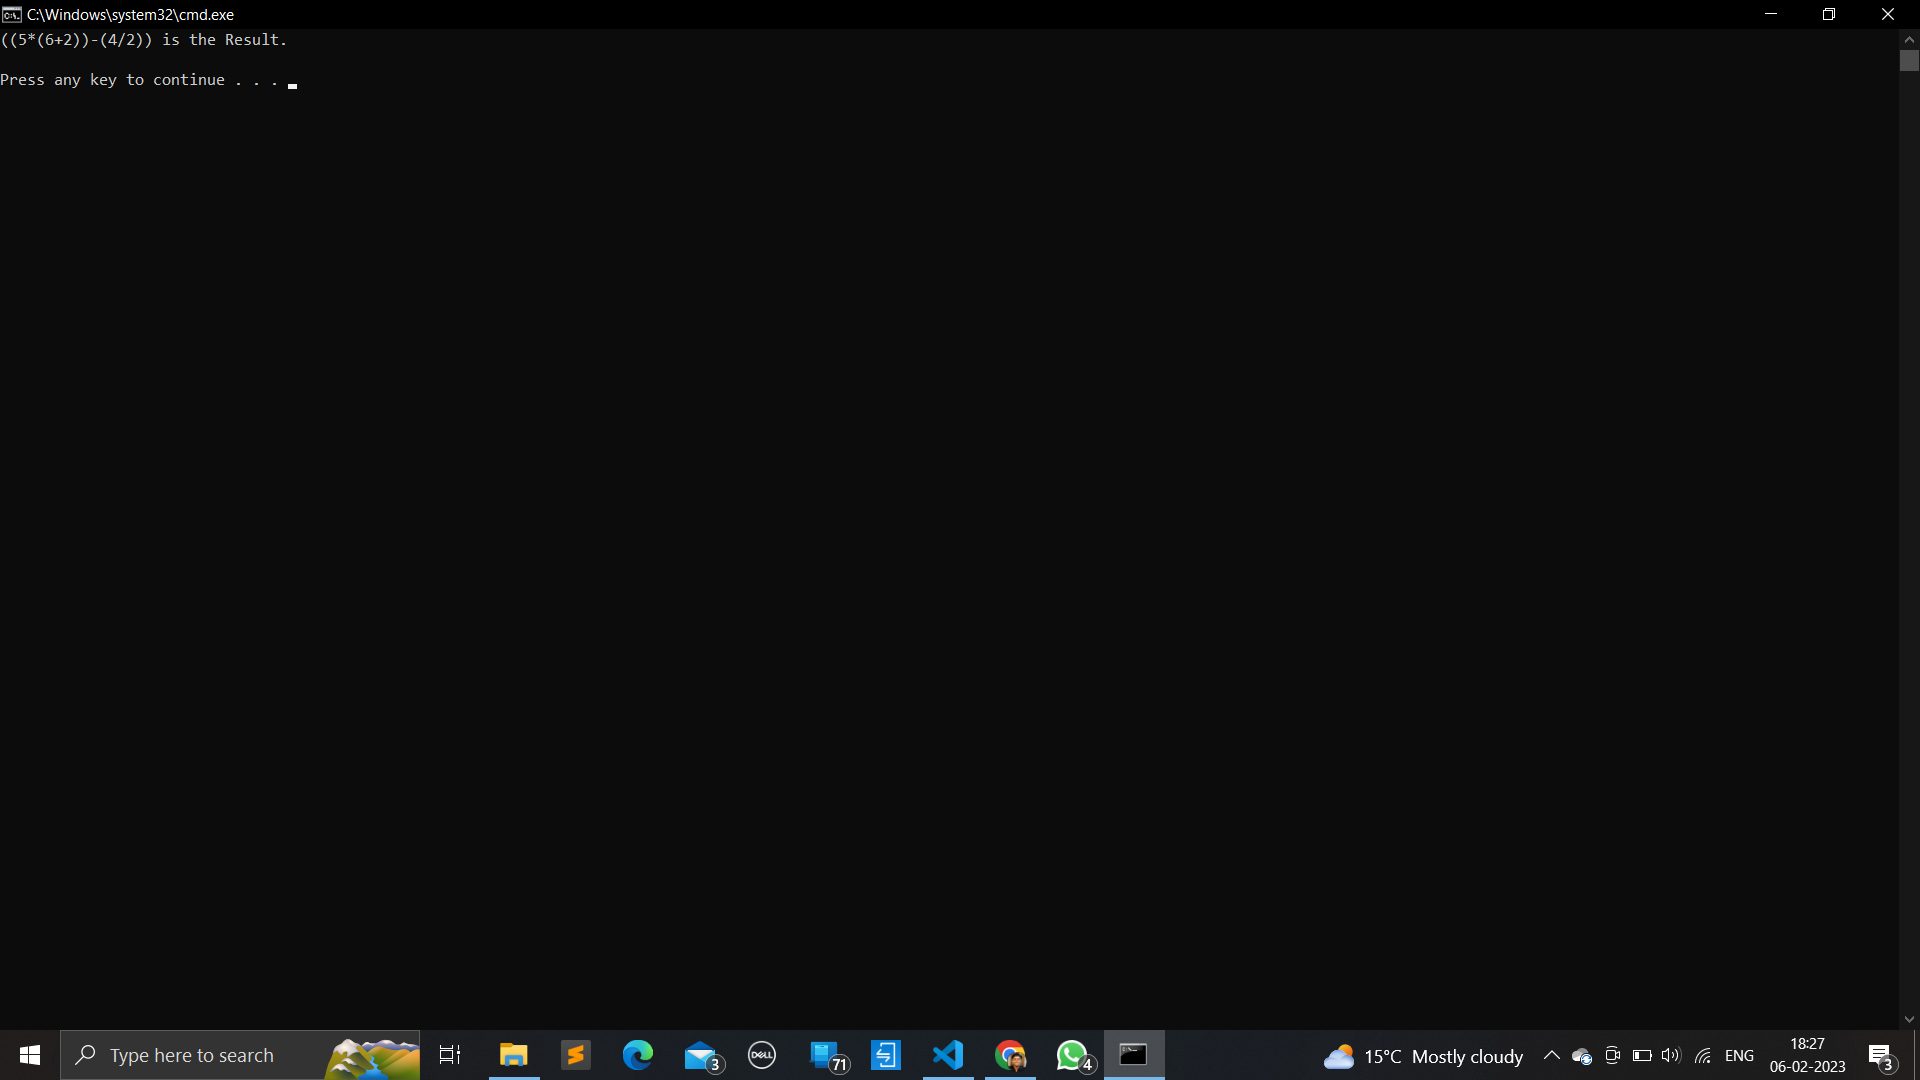 C:\Windows\system32\cmd.exe
((5*(6+2))-(4/2)) is the Result.
Press any key to continue . . .
Type here to search
3
DELL
71
4
15°C Mostly cloudy
ENG
18:27
06-02-2023
3